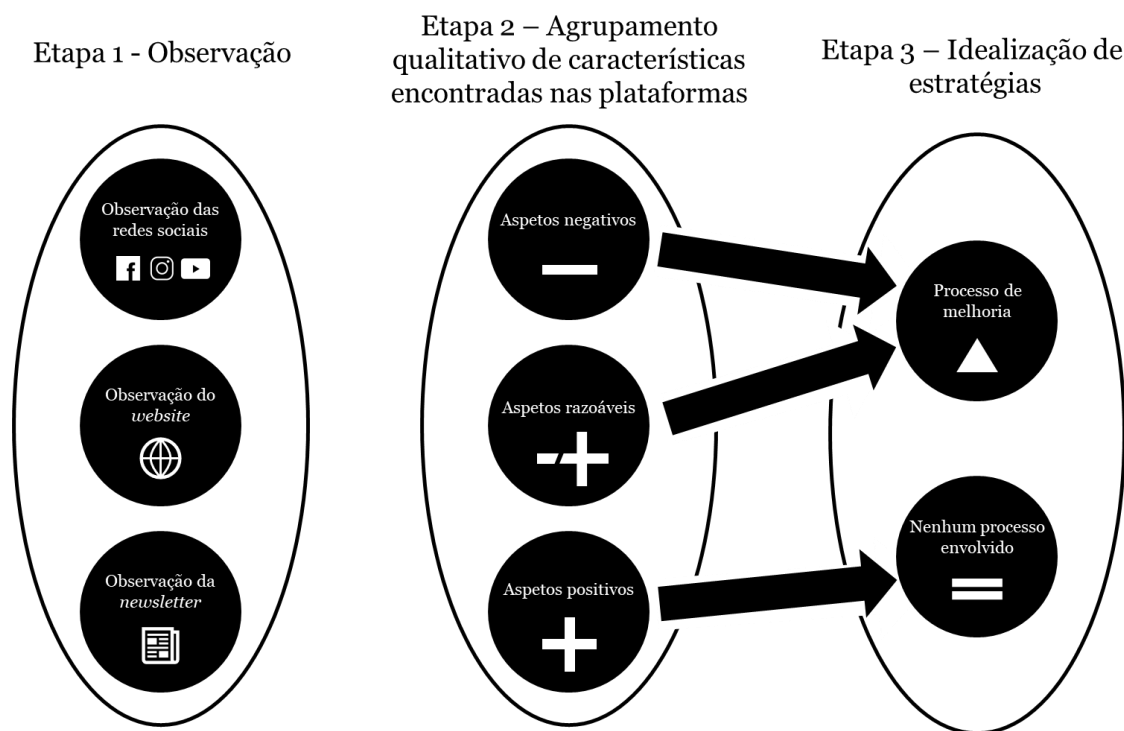 Etapa 1 - Observação
Observação das
redes sociais
Observação do
website
Observação da
newsletter
Etapa 2 – Agrupamento
qualitativo de características
encontradas nas plataformas
Aspetos negativos
Aspetos razoáveis
Aspetos positivos
Etapa 3 – Idealização de
estratégias
Processo de
melhoria
Nenhum processo
envolvido